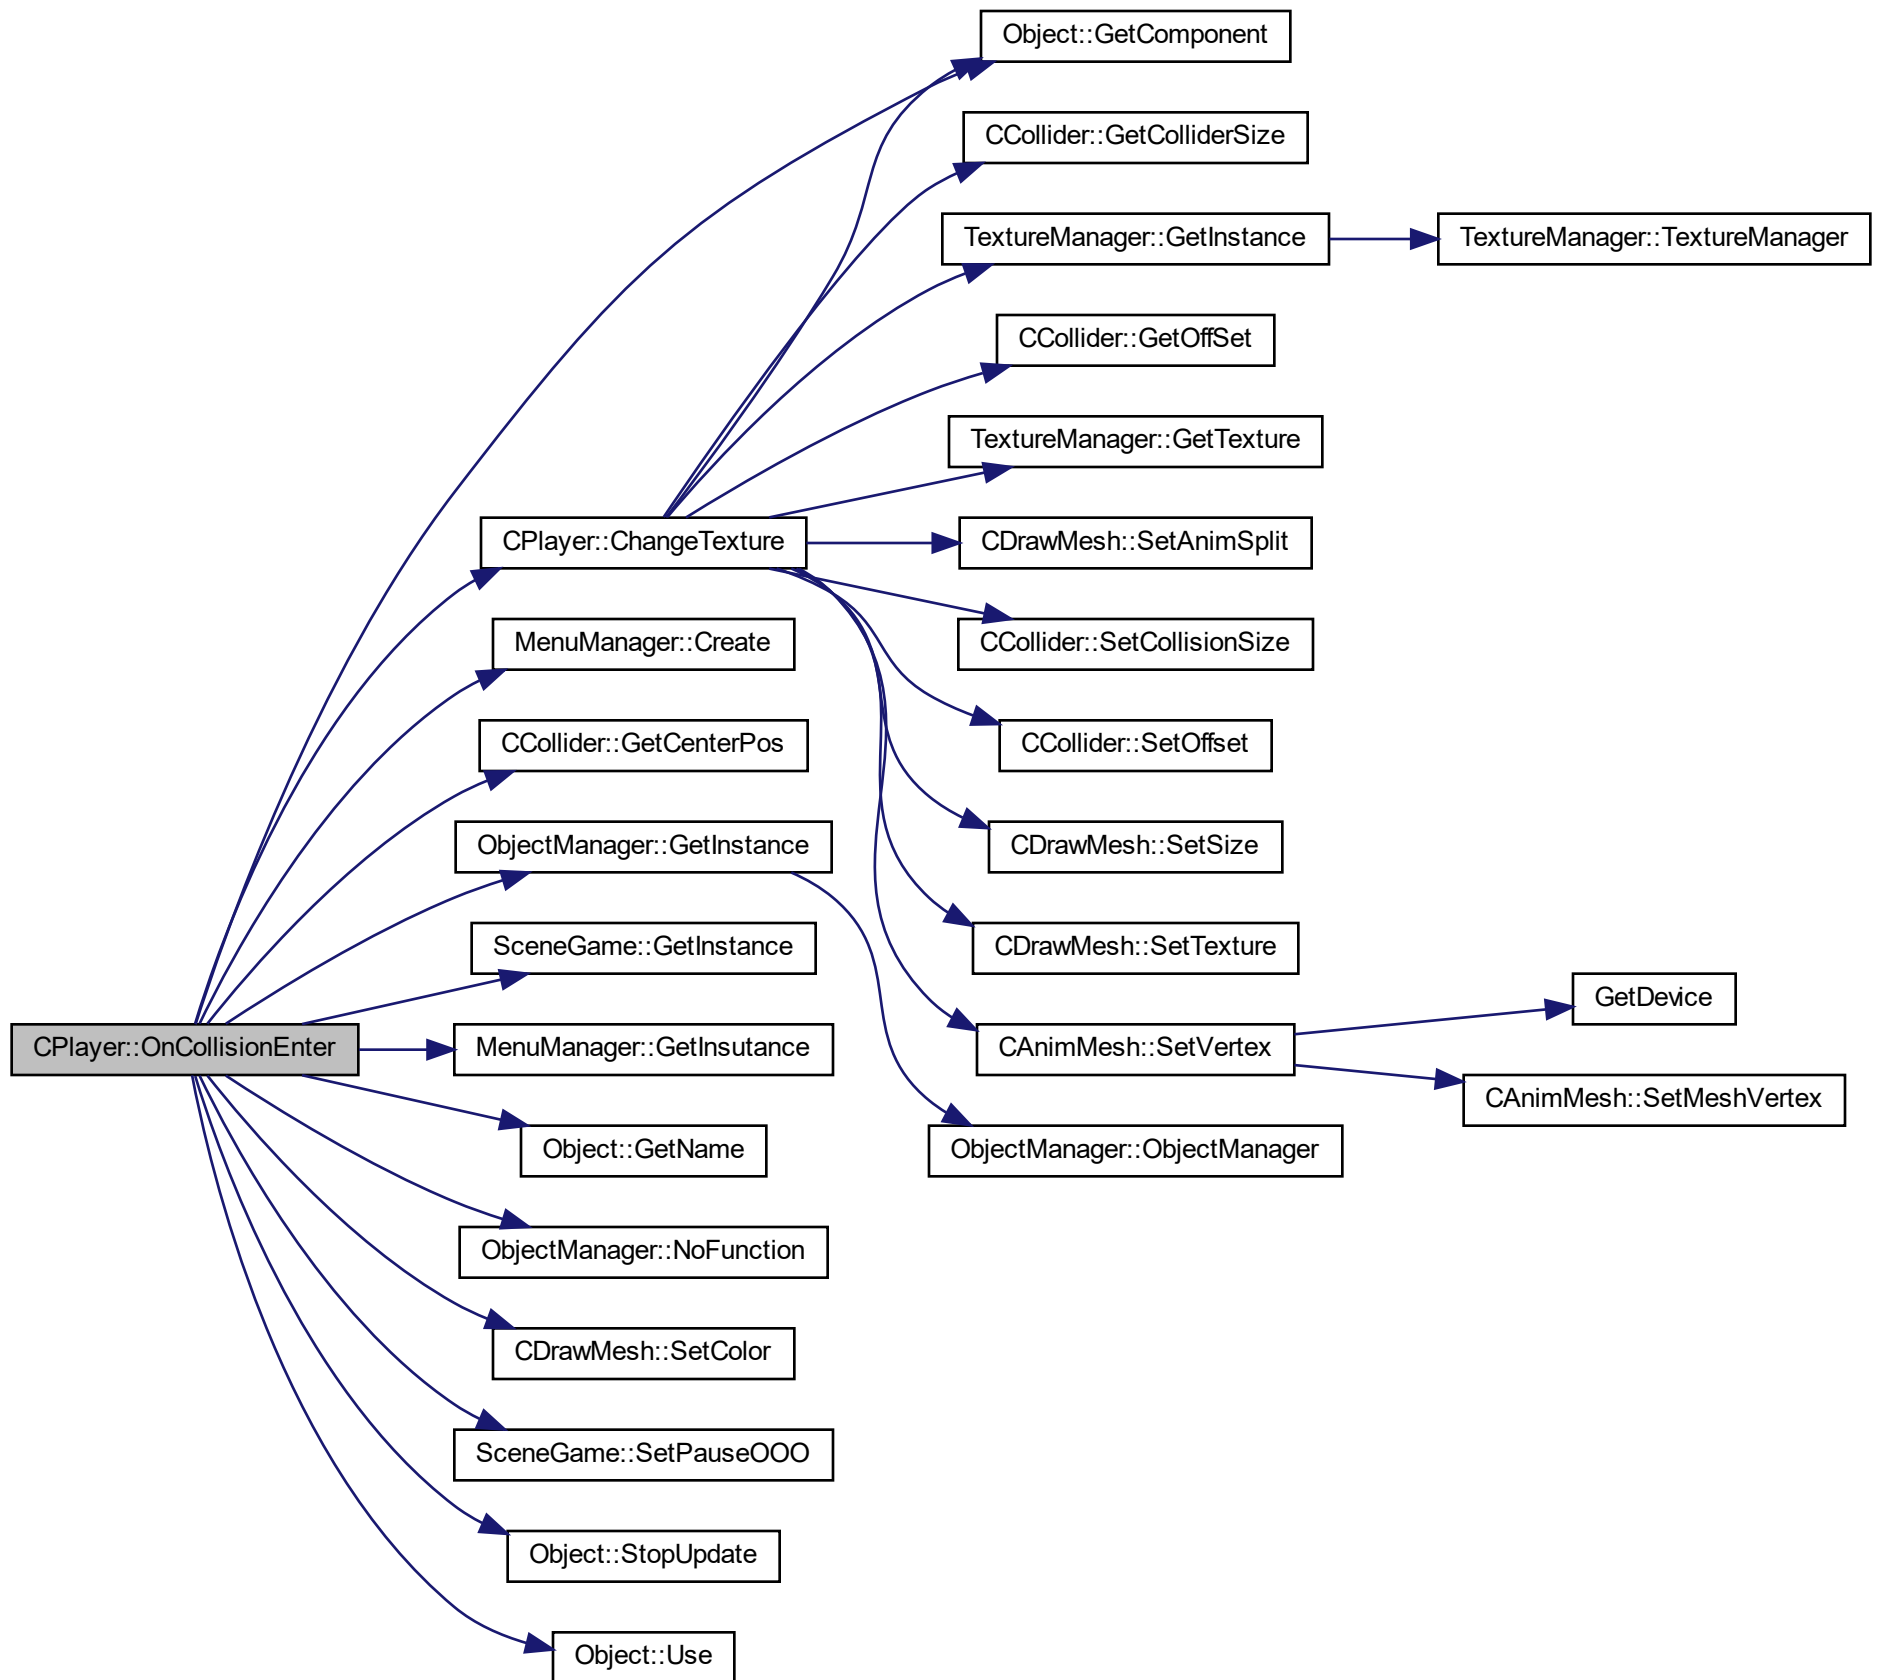 Object::GetComponent
CCollider::GetColliderSize
TextureManager::GetInstance
TextureManager::TextureManager
CCollider::GetOffSet
TextureManager::GetTexture
CPlayer::ChangeTexture
CDrawMesh::SetAnimSplit
MenuManager::Create
CCollider::SetCollisionSize
CCollider::GetCenterPos
CCollider::SetOffset
ObjectManager::GetInstance
CDrawMesh::SetSize
SceneGame::GetInstance
CDrawMesh::SetTexture
GetDevice
CPlayer::OnCollisionEnter
MenuManager::GetInsutance
CAnimMesh::SetVertex
CAnimMesh::SetMeshVertex
Object::GetName
ObjectManager::ObjectManager
ObjectManager::NoFunction
CDrawMesh::SetColor
SceneGame::SetPauseOOO
Object::StopUpdate
Object::Use